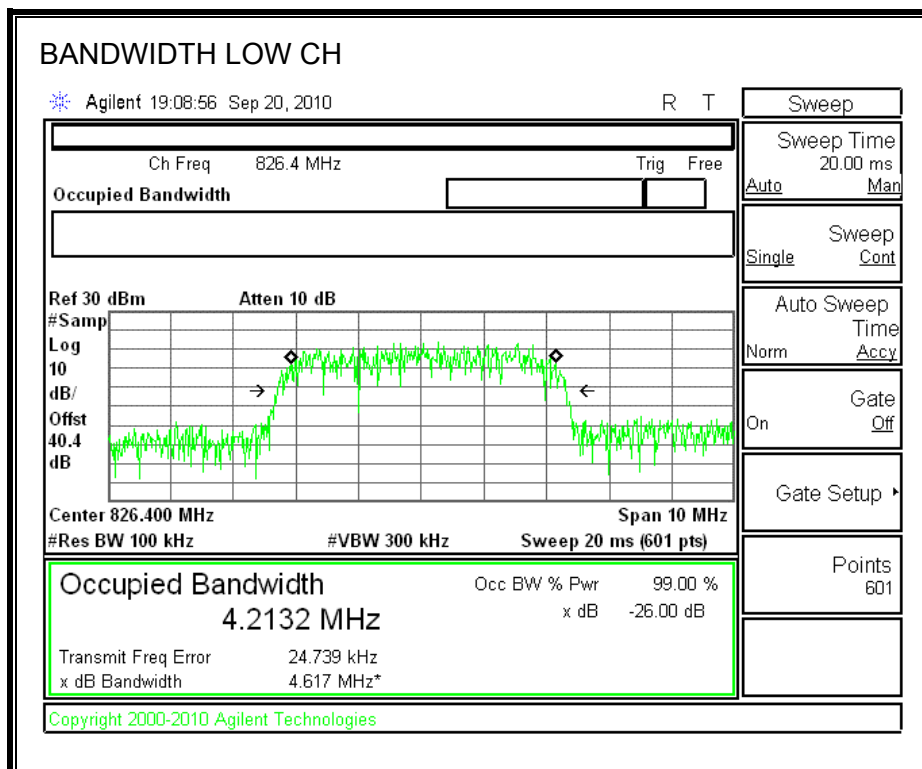 BANDWIDTH LOW CH
Agilent 19:08:56 Sep 20, 2010 R T
Ch Freq 826.4 MHz Trig Free
Occupied Bandwidth
Ref 30 dBm Atten 10 dB
#Samp
Log
10
dB/
Offst
40.4
dB
Center 826.400 MHz Span 10 MHz
#Res BW 100 kHz #VBW 300 kHz Sweep 20 ms (601 pts)
Occupied Bandwidth Occ BW % Pwr 99.00 %
4.2132 MHz x dB -26.00 dB
Transmit Freq Error 24.739 kHz
x dB Bandwidth 4.617 MHz*
Copyright 2000-2010 Agilent Technologies
Sweep
Sweep Time
20.00 ms
Auto Man
Sweep
Single Cont
Auto Sweep
Time
Norm Accy
Gate
On Off
Gate Setup
Points
601